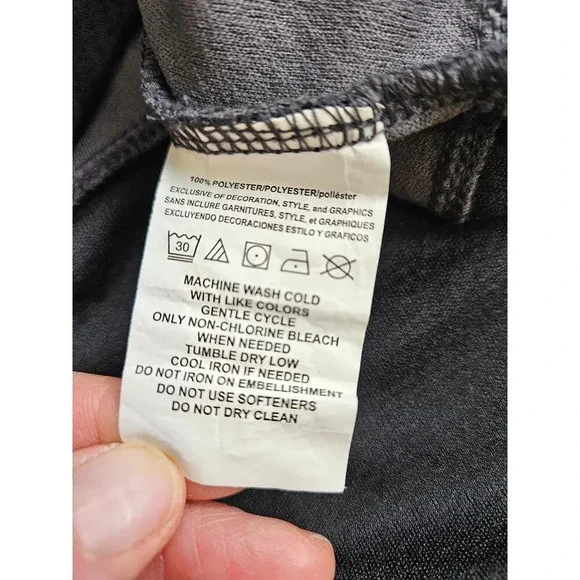 100% POLYESTER/POLYESTER/poliéster
EXCLUSIVE OF DECORATION, STYLE, and GRAPHICS
SANS INCLURE GARNITURES, STYLE, et GRAPHIQUES
EXCLUYENDO DECORACIONES ESTILO Y GRAFICOS
30
MACHINE WASH COLD
WITH LIKE COLORS
GENTLE CYCLE
ONLY NON-CHLORINE BLEACH
WHEN NEEDED
TUMBLE DRY LOW
COOL IRON IF NEEDED
DO NOT IRON ON EMBELLISHMENT
DO NOT USE SOFTENERS
DO NOT DRY CLEAN